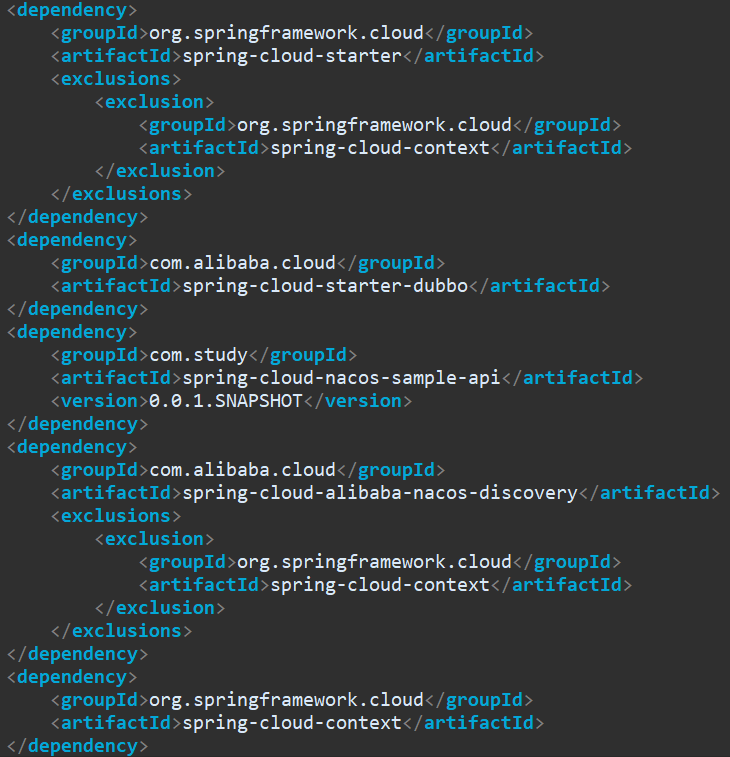 <dependency>
    <groupId>org.springframework.cloud</groupId>
    <artifactId>spring-cloud-starter</artifactId>
    <exclusions>
        <exclusion>
            <groupId>org.springframework.cloud</groupId>
            <artifactId>spring-cloud-context</artifactId>
        </exclusion>
    </exclusions>
</dependency>
<dependency>
    <groupId>com.alibaba.cloud</groupId>
    <artifactId>spring-cloud-starter-dubbo</artifactId>
</dependency>
<dependency>
    <groupId>com.study</groupId>
    <artifactId>spring-cloud-nacos-sample-api</artifactId>
    <version>0.0.1.SNAPSHOT</version>
</dependency>
<dependency>
    <groupId>com.alibaba.cloud</groupId>
    <artifactId>spring-cloud-alibaba-nacos-discovery</artifactId>
    <exclusions>
        <exclusion>
            <groupId>org.springframework.cloud</groupId>
            <artifactId>spring-cloud-context</artifactId>
        </exclusion>
    </exclusions>
</dependency>
<dependency>
    <groupId>org.springframework.cloud</groupId>
    <artifactId>spring-cloud-context</artifactId>
</dependency>